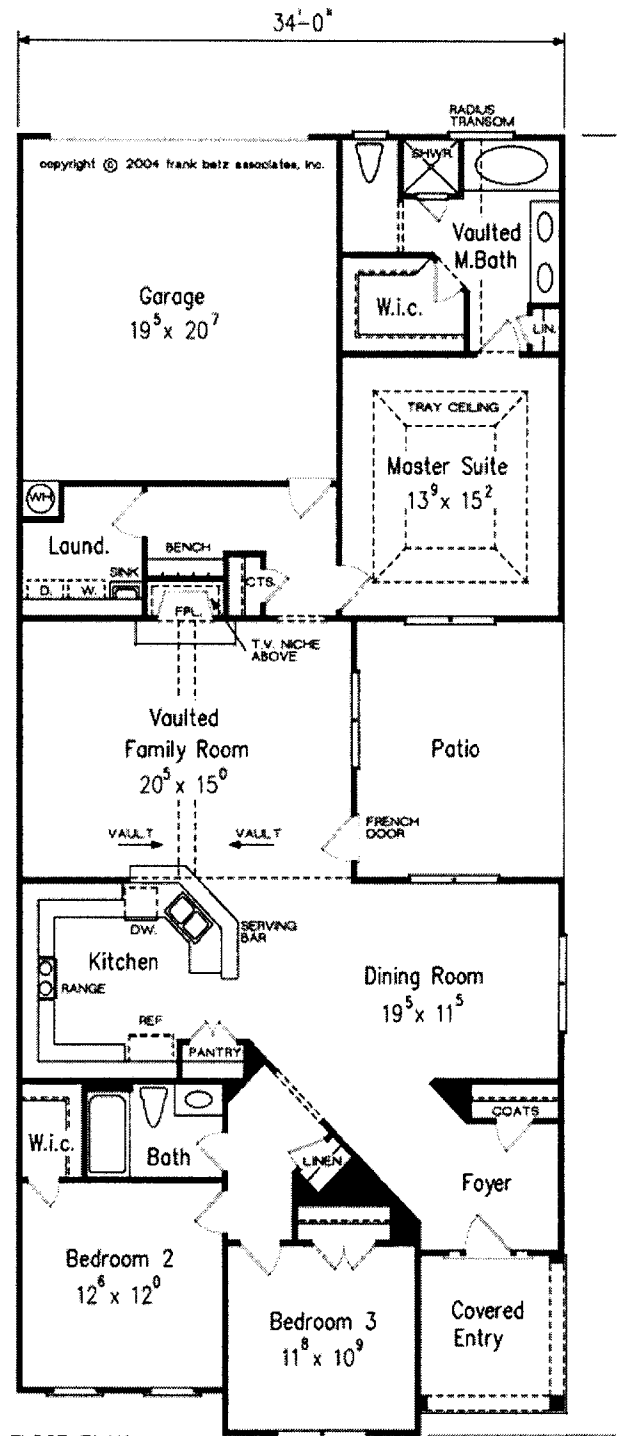 34'-0"
RADIUS
TRANSOM
copyright © 2004 frank betz associates, inc.
SHWR.
Vaulted
M.Bath
Garage
19⁵ x 20⁷
W.i.c.
LIN.
TRAY CEILING
Master Suite
13⁹ x 15²
WH
Laund.
BENCH
SINK
D.
W.
CTS.
FPL.
T.V. NICHE
ABOVE
Vaulted
Family Room
20⁵ x 15⁰
Patio
VAULT
VAULT
FRENCH
DOOR
DW.
SERVING
BAR
Kitchen
RANGE
Dining Room
19⁵ x 11⁵
REF.
PANTRY
COATS
W.i.c.
Bath
LINEN
Foyer
Bedroom 2
12⁶ x 12⁰
Bedroom 3
11⁸ x 10⁹
Covered
Entry